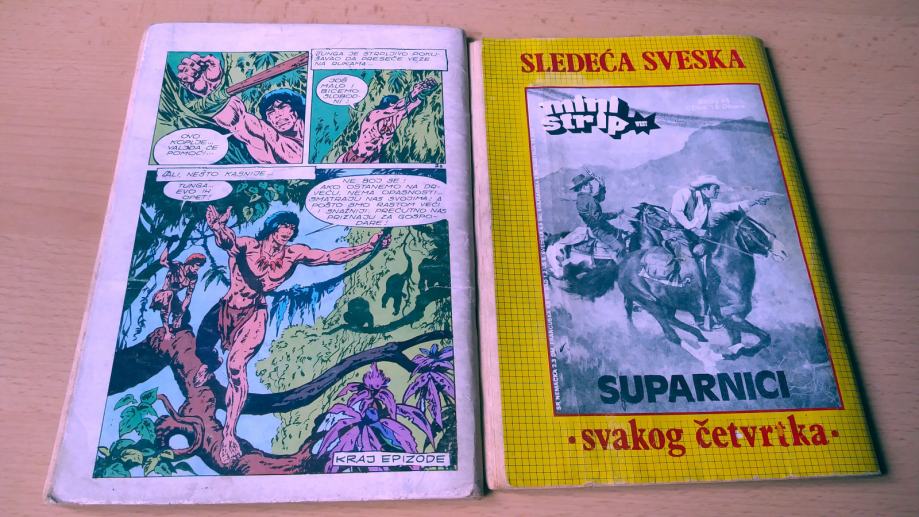 OVO
KOPLJE...
VALJDA ĆE
POMOĆI...
TUNGA JE STRPLJIVO POKU-
ŠAVAO DA PRESEČE VEZE
NA RUKAMA...
JOŠ
MALO I
BIĆEMO
SLOBOD-
NI!
ALI, NEŠTO KASNIJE...
TUNGA...
EVO IH
OPET!
NE BOJ SE!
AKO OSTANEMO NA DR-
VEĆU, NEMA OPASNOSTI...
SMATRAJU NAS SVOJIMA; A
POŠTO SMO RASTOM VEĆI
I SNAŽNIJI, PREĆUTNO NAS
PRIZNAJU ZA GOSPO-
DARE!
KRAJ EPIZODE
SLEDEĆA SVESKA
mini
strip
SUPARNICI
• svakog četvrtka •